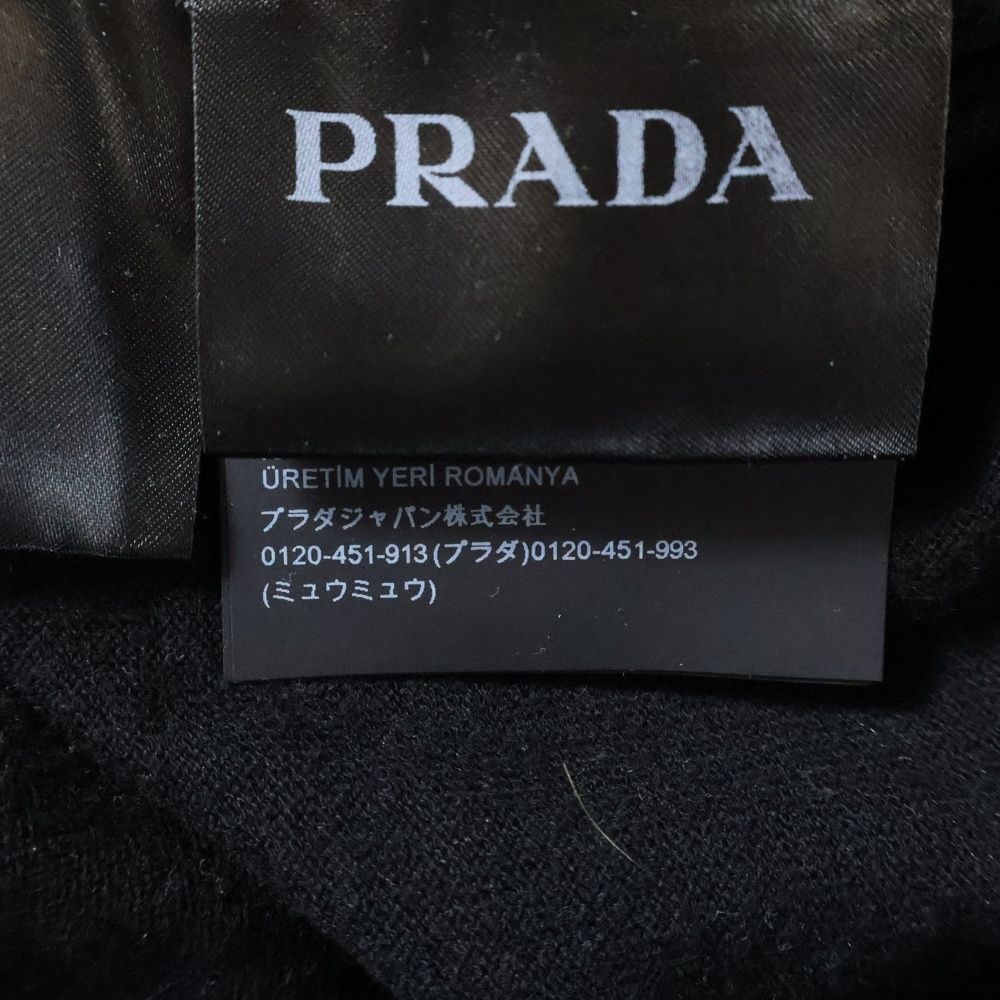 PRADA
ÜRETİM YERİ ROMANYA
プラダジャパン株式会社
0120-451-913(プラダ)0120-451-993
(ミュウミュウ)